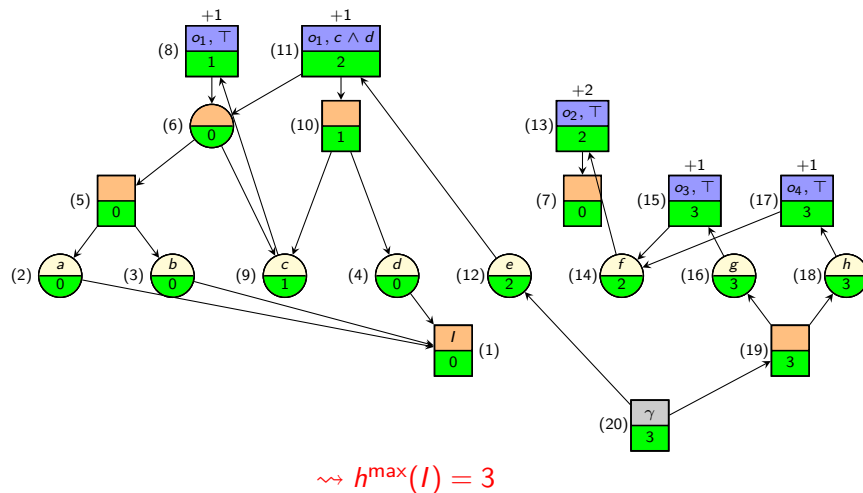 +1 +1
(8) o₁, ⊤ (11) o₁, c ∧ d
1 2
+2
(13) o₂, ⊤
2
(6) 0 (10) 1
+1 +1
(5) 0 (7) 0 (15) o₃, ⊤ (17) o₄, ⊤
3 3
(2) a (3) b (9) c (4) d (12) e (14) f (16) g (18) h
0 0 1 0 2 2 3 3
I (1) (19)
0 3
(20) γ
3
⇝ hᵐᵃˣ(I) = 3